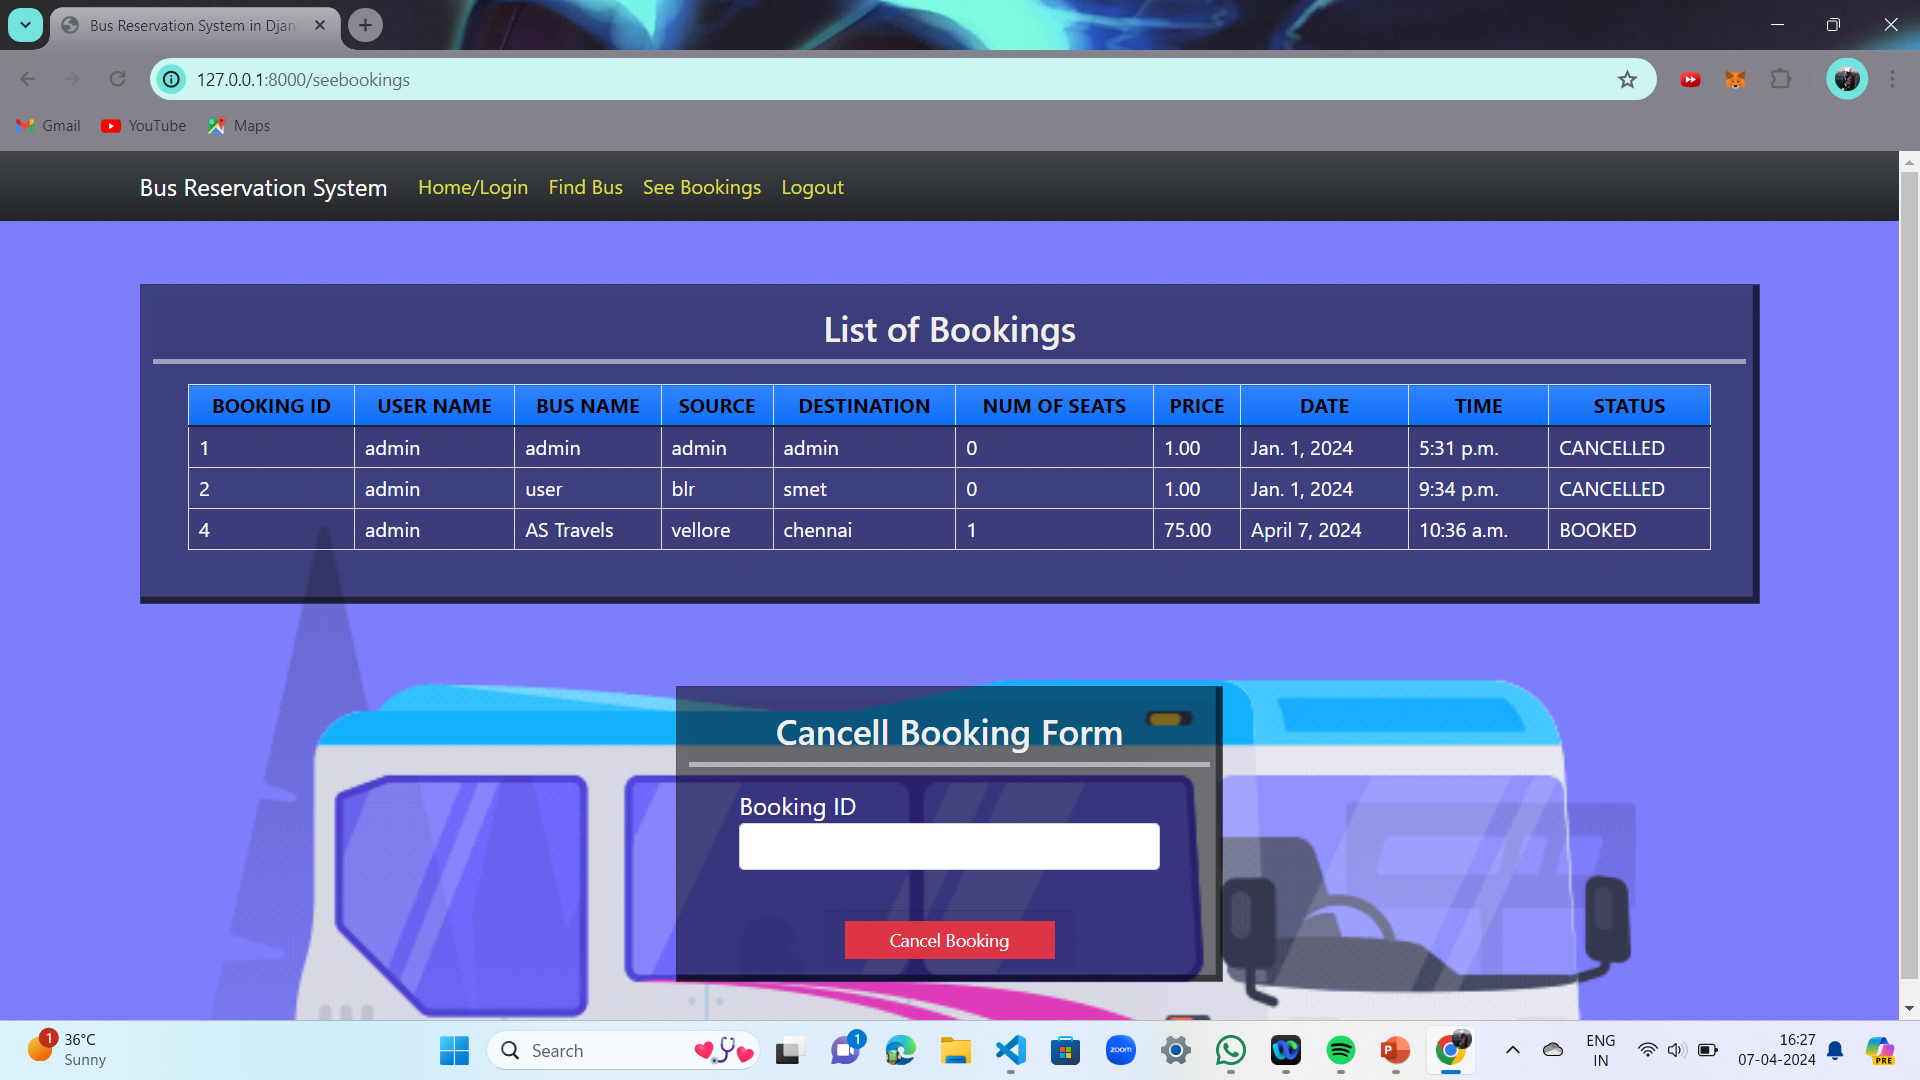 Bus Reservation System in Djan
127.0.0.1:8000/seebookings
Gmail YouTube Maps
Bus Reservation System Home/Login Find Bus See Bookings Logout
List of Bookings
BOOKING ID USER NAME BUS NAME SOURCE DESTINATION NUM OF SEATS PRICE DATE TIME STATUS
1 admin admin admin admin 0 1.00 Jan. 1, 2024 5:31 p.m. CANCELLED
2 admin user blr smet 0 1.00 Jan. 1, 2024 9:34 p.m. CANCELLED
4 admin AS Travels vellore chennai 1 75.00 April 7, 2024 10:36 a.m. BOOKED
Cancell Booking Form
Booking ID
Cancel Booking
1 36°C
Sunny
Search
1
zoom
ENG
IN
16:27
07-04-2024
PRE